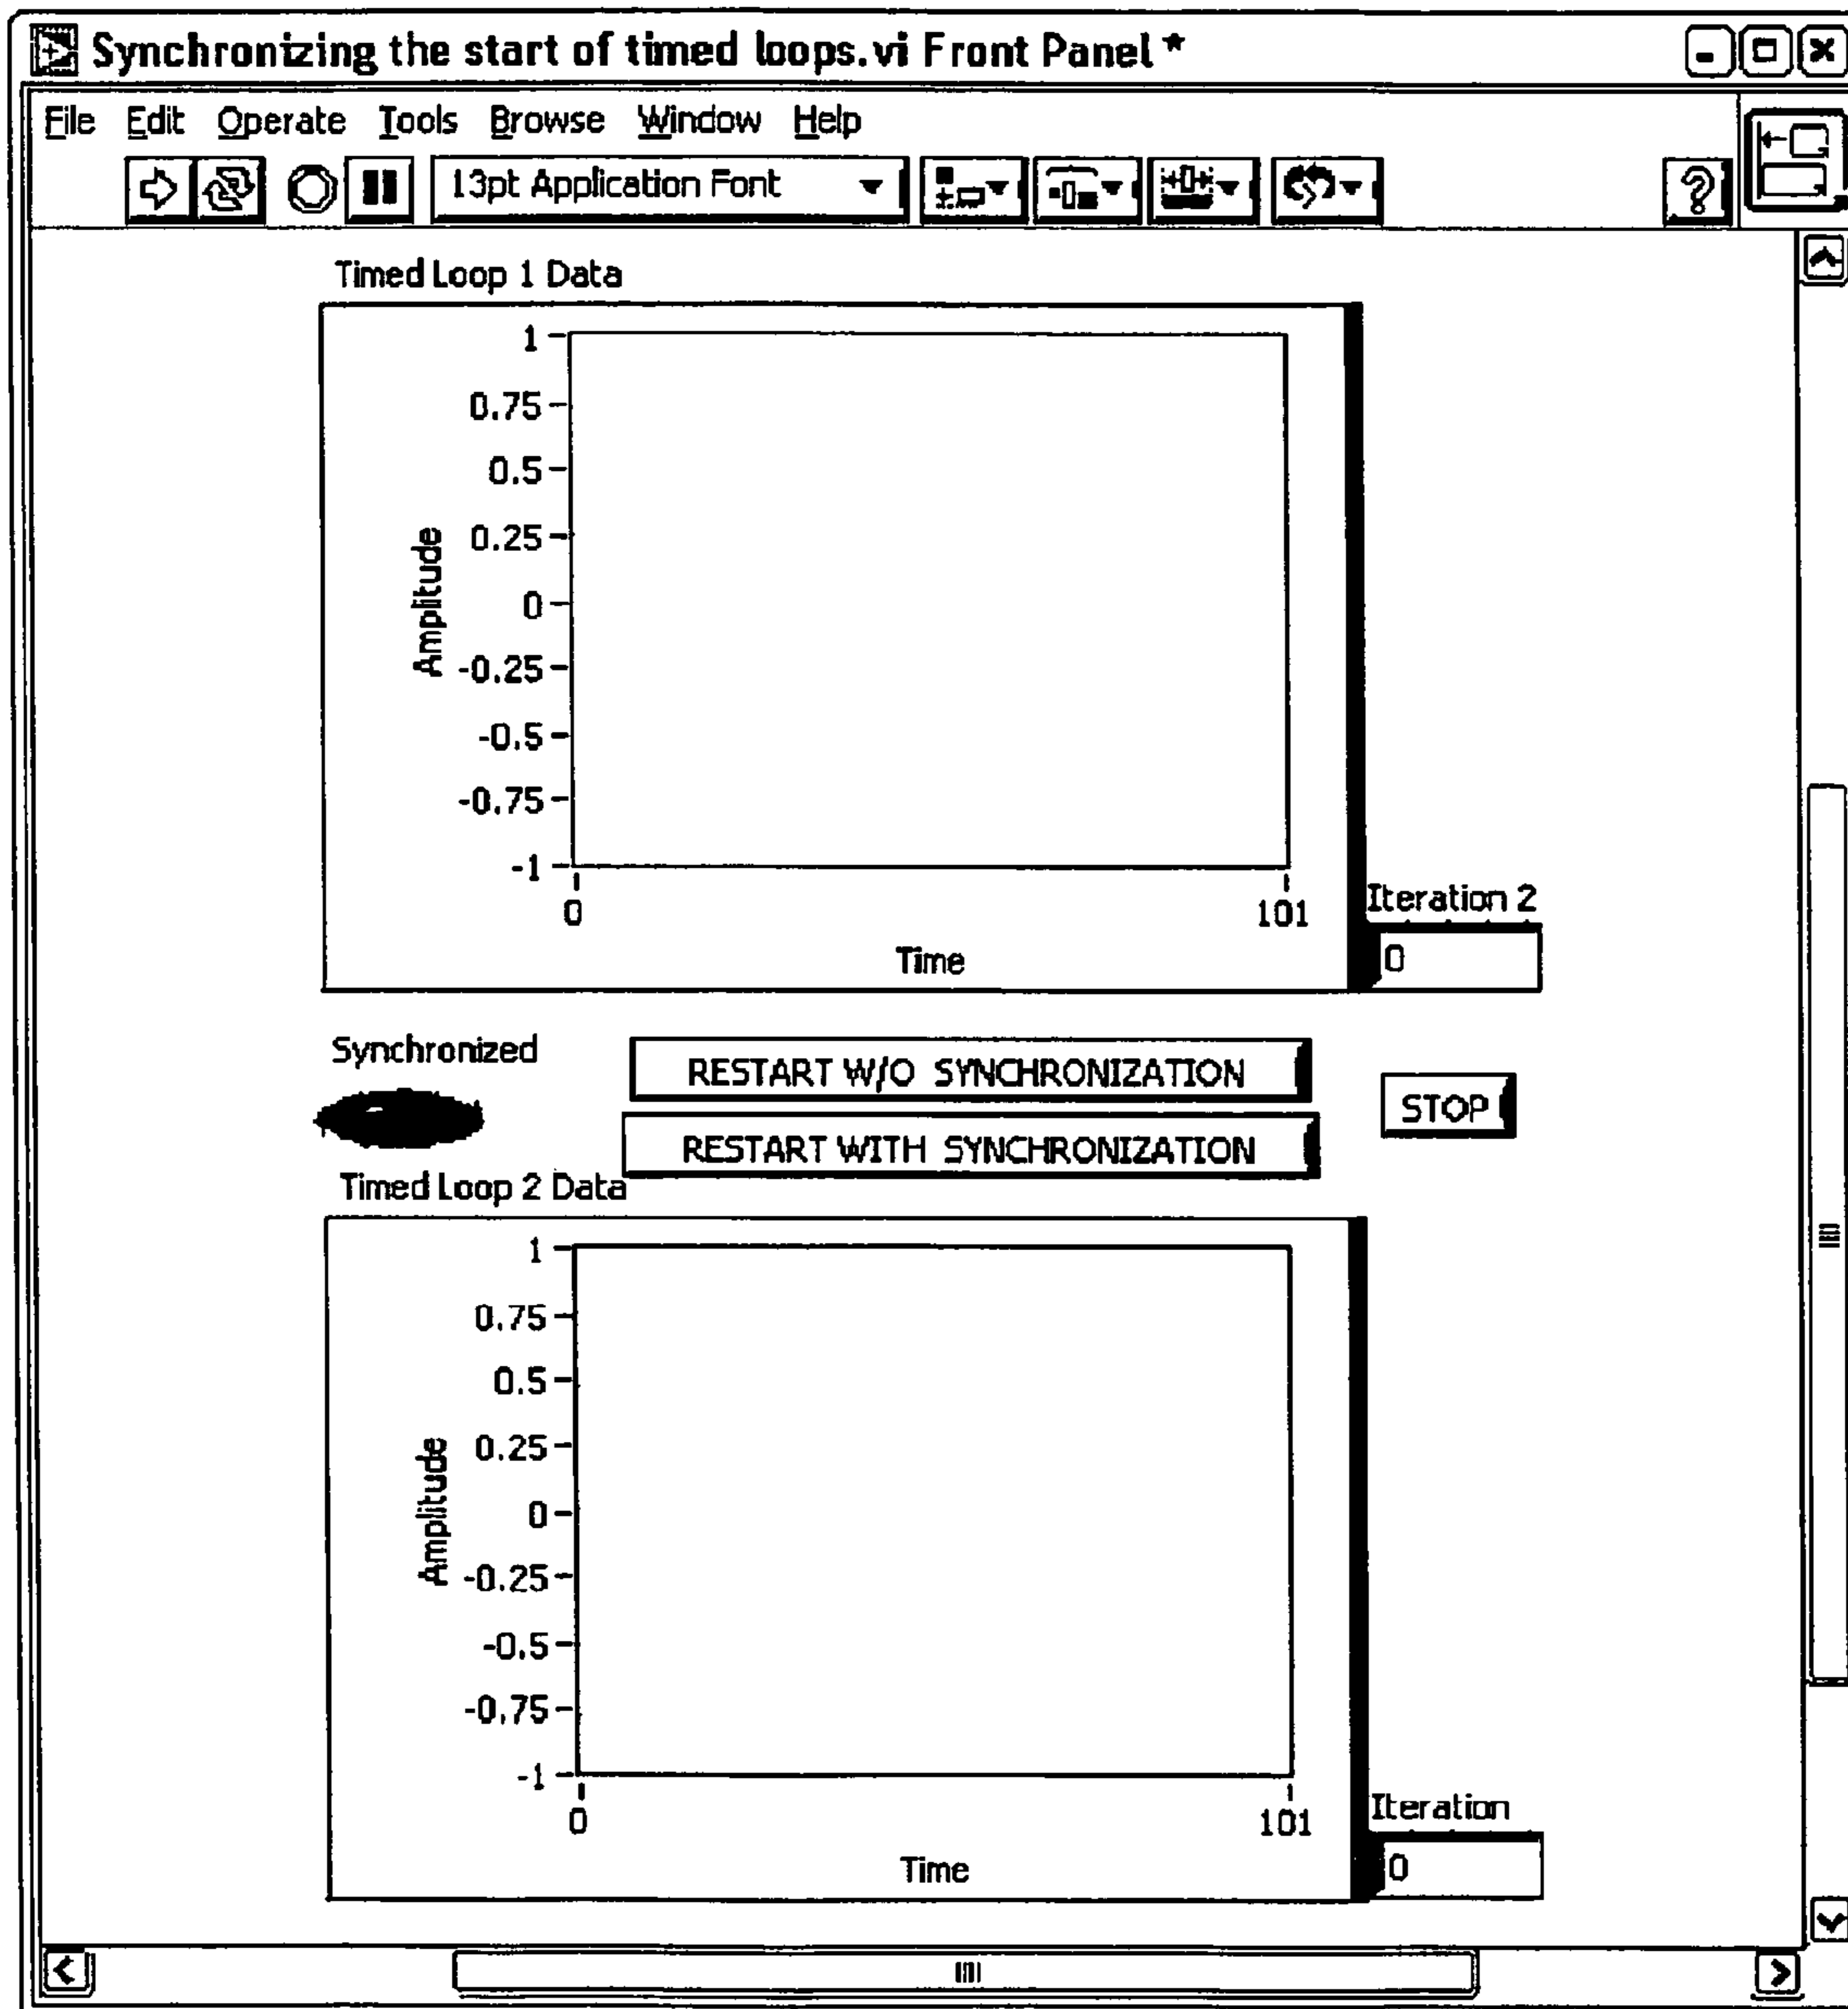 Synchronizing the start of timed loops.vi Front Panel *
File Edit Operate Tools Browse Window Help
13pt Application Font
?
Timed Loop 1 Data
1
0.75
0.5
0.25
0
-0.25
-0.5
-0.75
-1
Amplitude
0
101
Time
Iteration 2
0
Synchronized
RESTART W/O SYNCHRONIZATION
RESTART WITH SYNCHRONIZATION
STOP
Timed Loop 2 Data
1
0.75
0.5
0.25
0
-0.25
-0.5
-0.75
-1
Amplitude
0
101
Time
Iteration
0